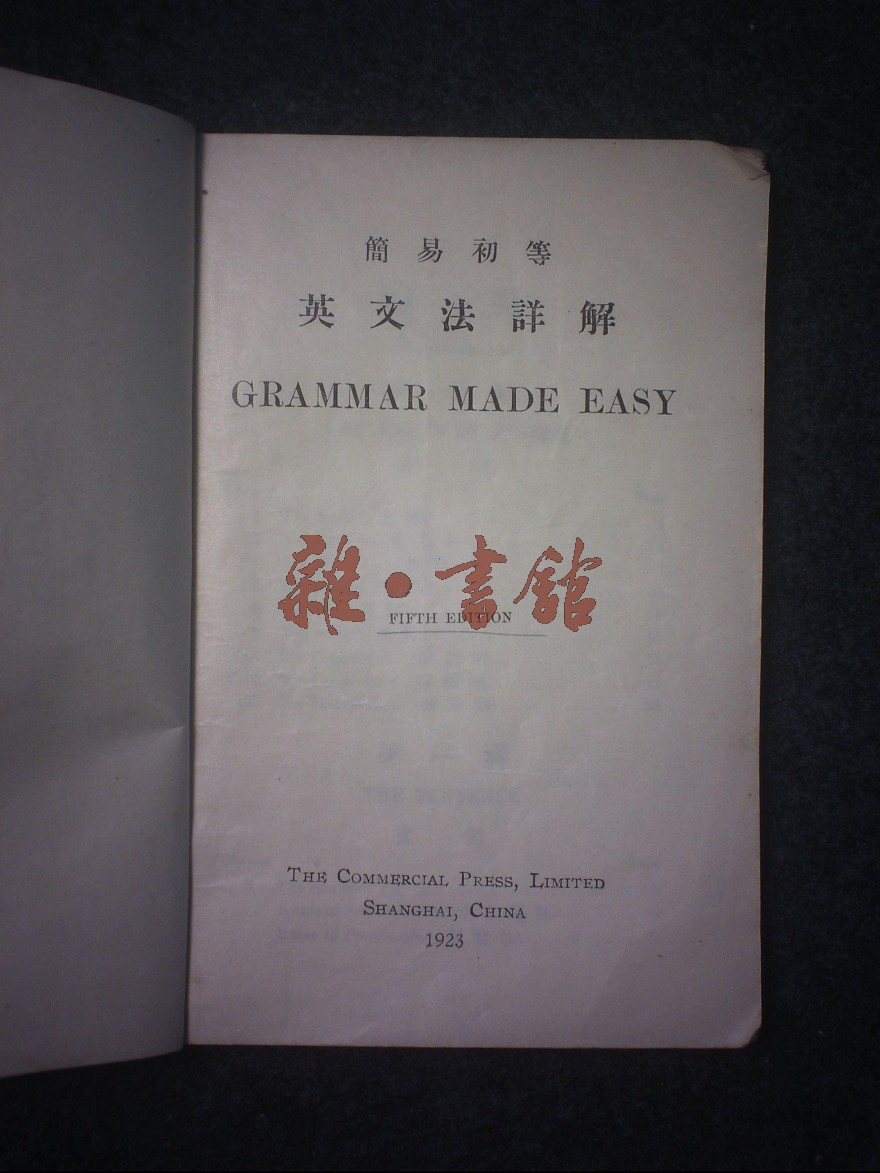 簡易初等
英文法詳解
GRAMMAR MADE EASY
雜·書館
FIFTH EDITION
THE COMMERCIAL PRESS, LIMITED
SHANGHAI, CHINA
1923